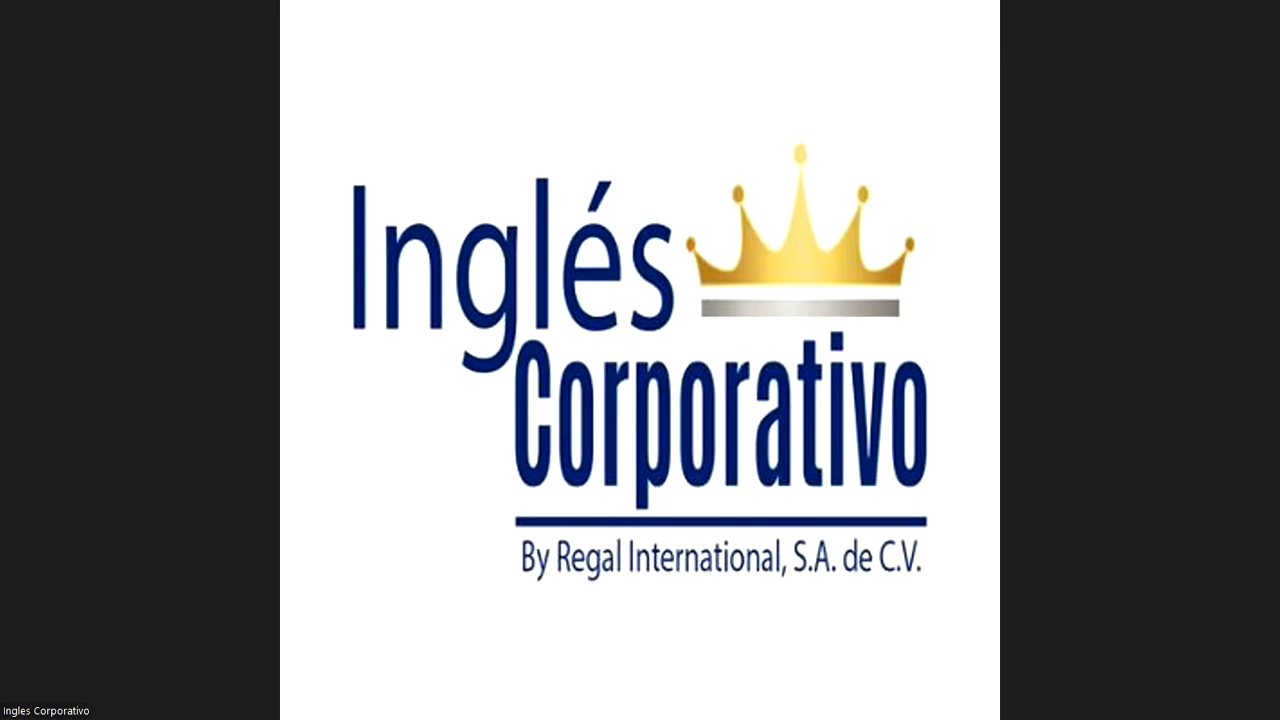 Inglés
Corporativo
By Regal International, S.A. de C.V.
Ingles Corporativo